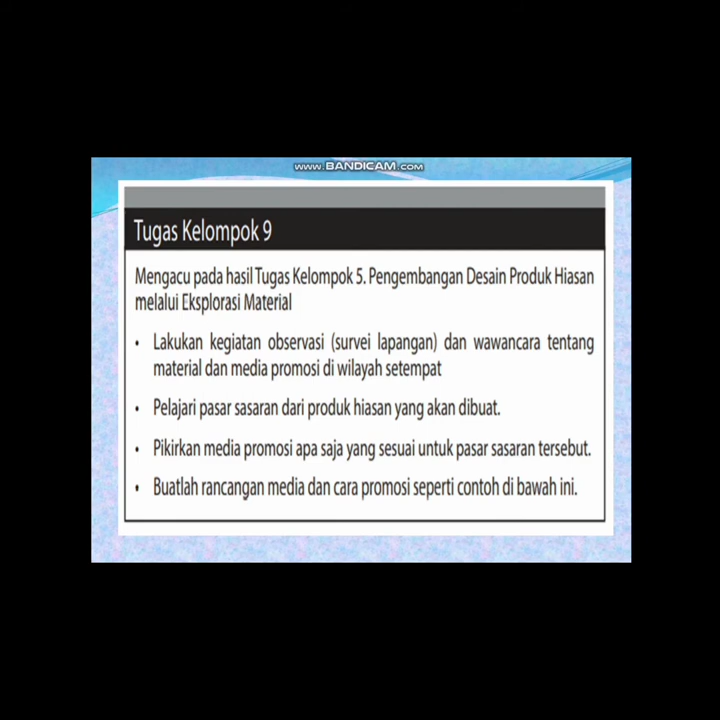 www.BANDICAM.com
Tugas Kelompok 9
Mengacu pada hasil Tugas Kelompok 5. Pengembangan Desain Produk Hiasan
melalui Eksplorasi Material
• Lakukan kegiatan observasi (survei lapangan) dan wawancara tentang
material dan media promosi di wilayah setempat
• Pelajari pasar sasaran dari produk hiasan yang akan dibuat.
• Pikirkan media promosi apa saja yang sesuai untuk pasar sasaran tersebut.
• Buatlah rancangan media dan cara promosi seperti contoh di bawah ini.